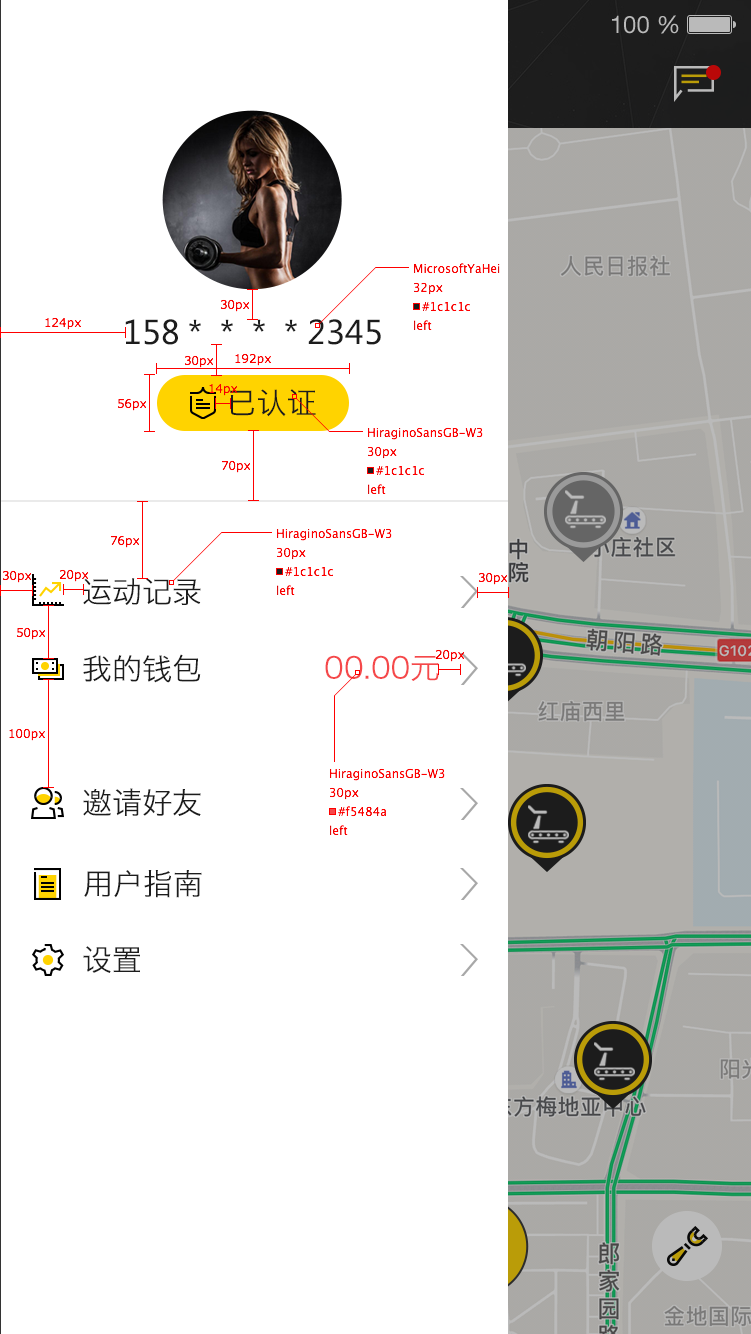 100 %
人民日报社
MicrosoftYaHei
32px
#1c1c1c
left
30px
124px
158 * * * * 2345
30px
192px
14px
56px
已认证
HiraginoSansGB-W3
30px
#1c1c1c
left
70px
76px
HiraginoSansGB-W3
30px
#1c1c1c
left
小庄社区
中
院
30px
20px
运动记录
30px
50px
朝阳路
G102
我的钱包
00.00元
20px
红庙西里
100px
HiraginoSansGB-W3
30px
#f5484a
left
邀请好友
用户指南
设置
阳光
东方梅地亚中心
郎
家
园
路
金地国际